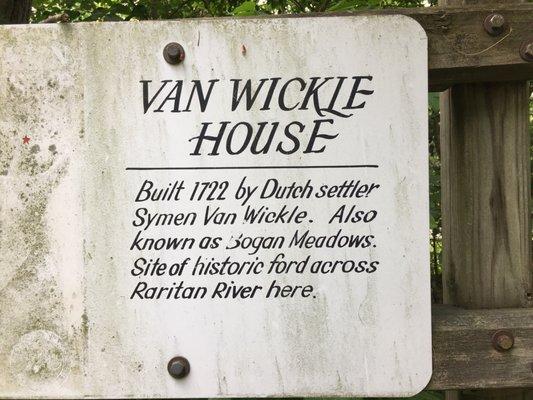 VAN WICKLE
HOUSE
Built 1722 by Dutch settler
Symen Van Wickle. Also
known as Bogan Meadows.
Site of historic ford across
Raritan River here.